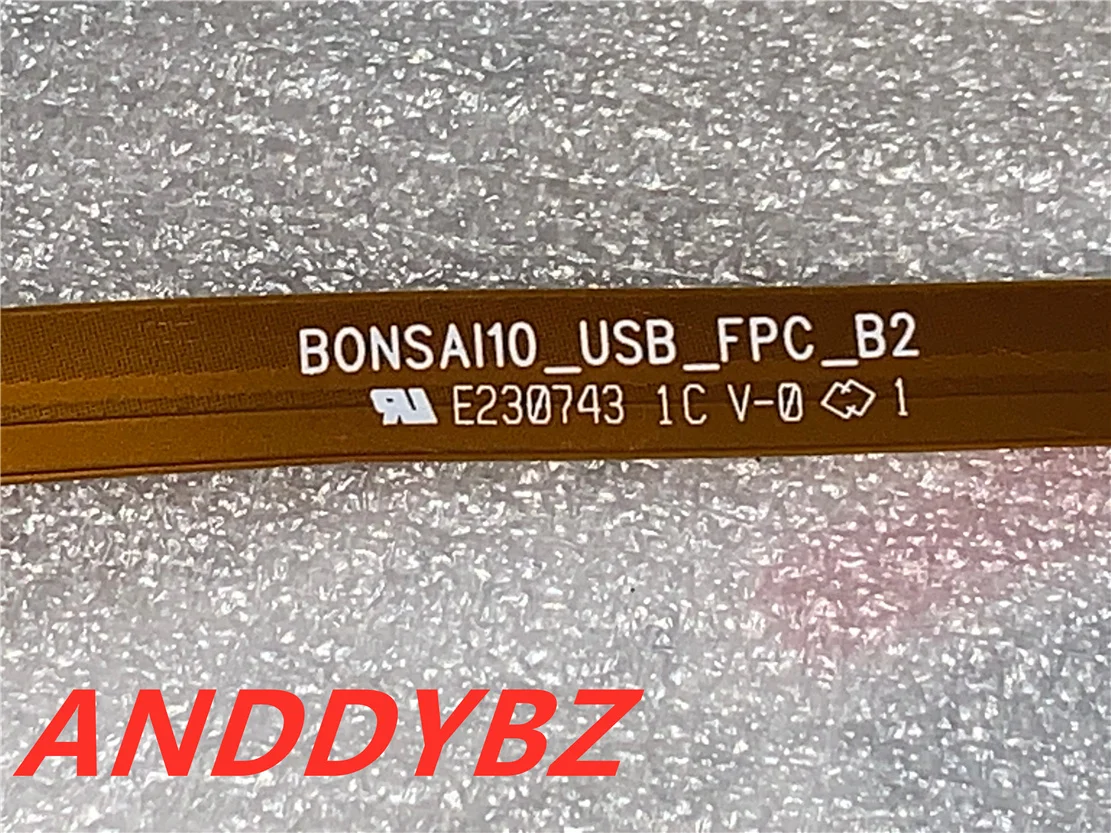 BONSAI10_USB_FPC_B2
E230743 1C V-0 1
ANDDYBZ